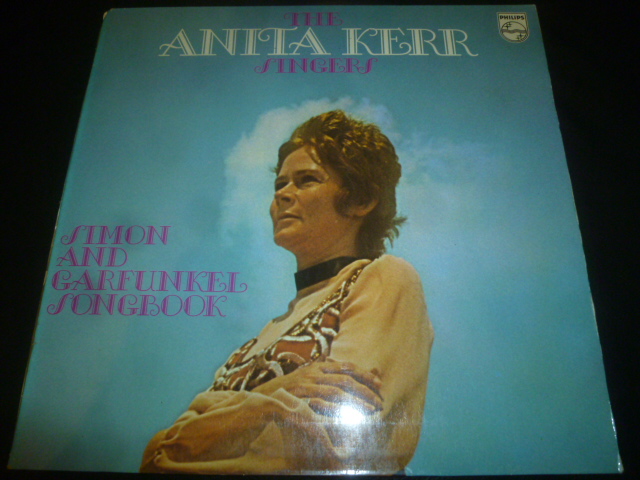 THE
ANITA KERR
SINGERS
PHILIPS
SIMON
AND
GARFUNKEL
SONGBOOK